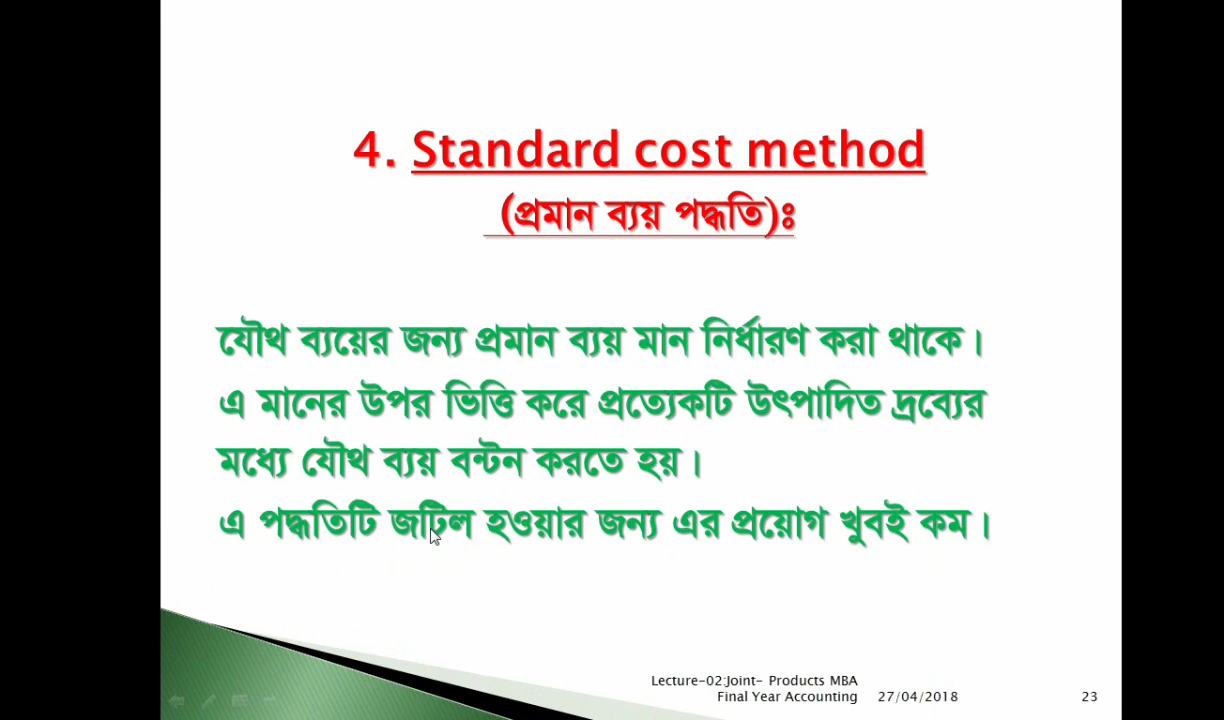 4. Standard cost method
(প্রমান ব্যয় পদ্ধতি)ঃ
যৌথ ব্যয়ের জন্য প্রমান ব্যয় মান নির্ধারণ করা থাকে।
এ মানের উপর ভিত্তি করে প্রত্যেকটি উৎপাদিত দ্রব্যের
মধ্যে যৌথ ব্যয় বন্টন করতে হয়।
এ পদ্ধতিটি জটিল হওয়ার জন্য এর প্রয়োগ খুবই কম।
Lecture-02:Joint- Products MBA
Final Year Accounting 27/04/2018 23